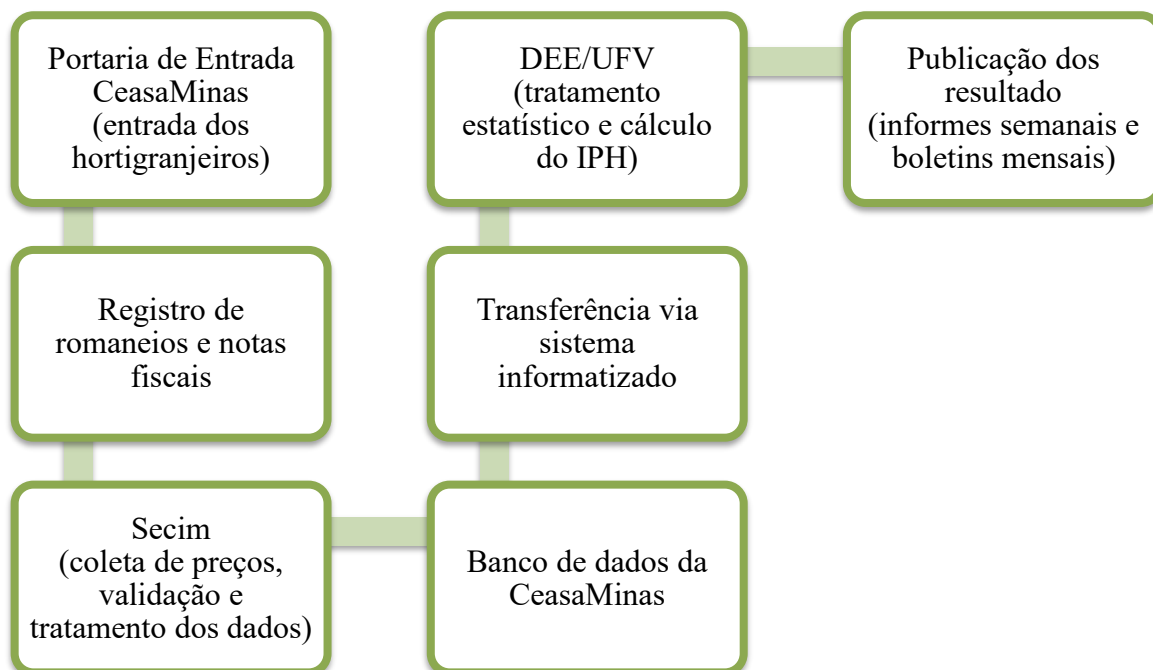 Portaria de Entrada
CeasaMinas
(entrada dos
hortigranjeiros)
Registro de
romaneios e notas
fiscais
Secim
(coleta de preços,
validação e
tratamento dos dados)
Banco de dados da
CeasaMinas
Transferência via
sistema
informatizado
DEE/UFV
(tratamento
estatístico e cálculo
do IPH)
Publicação dos
resultado
(informes semanais e
boletins mensais)